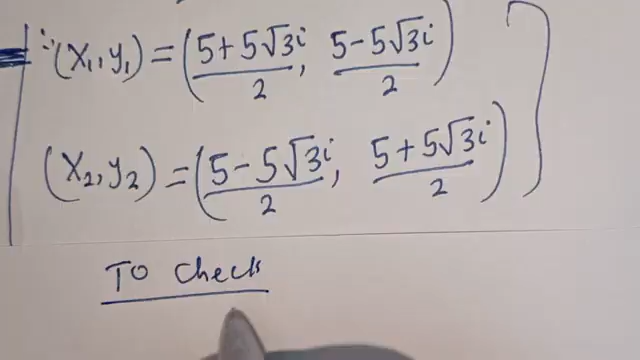 ∴ (x₁, y₁) = ((5 + 5√3i)/2, (5 - 5√3i)/2)
(x₂, y₂) = ((5 - 5√3i)/2, (5 + 5√3i)/2)
To check